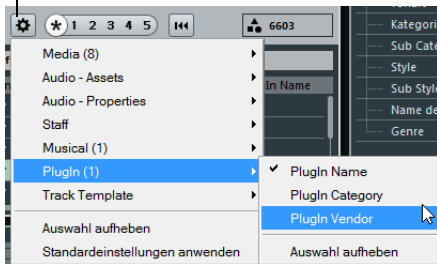 * 1 2 3 4 5
6603
In Name
Media (8)
Audio - Assets
Audio - Properties
Staff
Musical (1)
PlugIn (1)
Track Template
Auswahl aufheben
Standardeinstellungen anwenden
PlugIn Name
PlugIn Category
PlugIn Vendor
Auswahl aufheben
Kategori
Sub Cate
Style
Sub Style
Name de
Genre